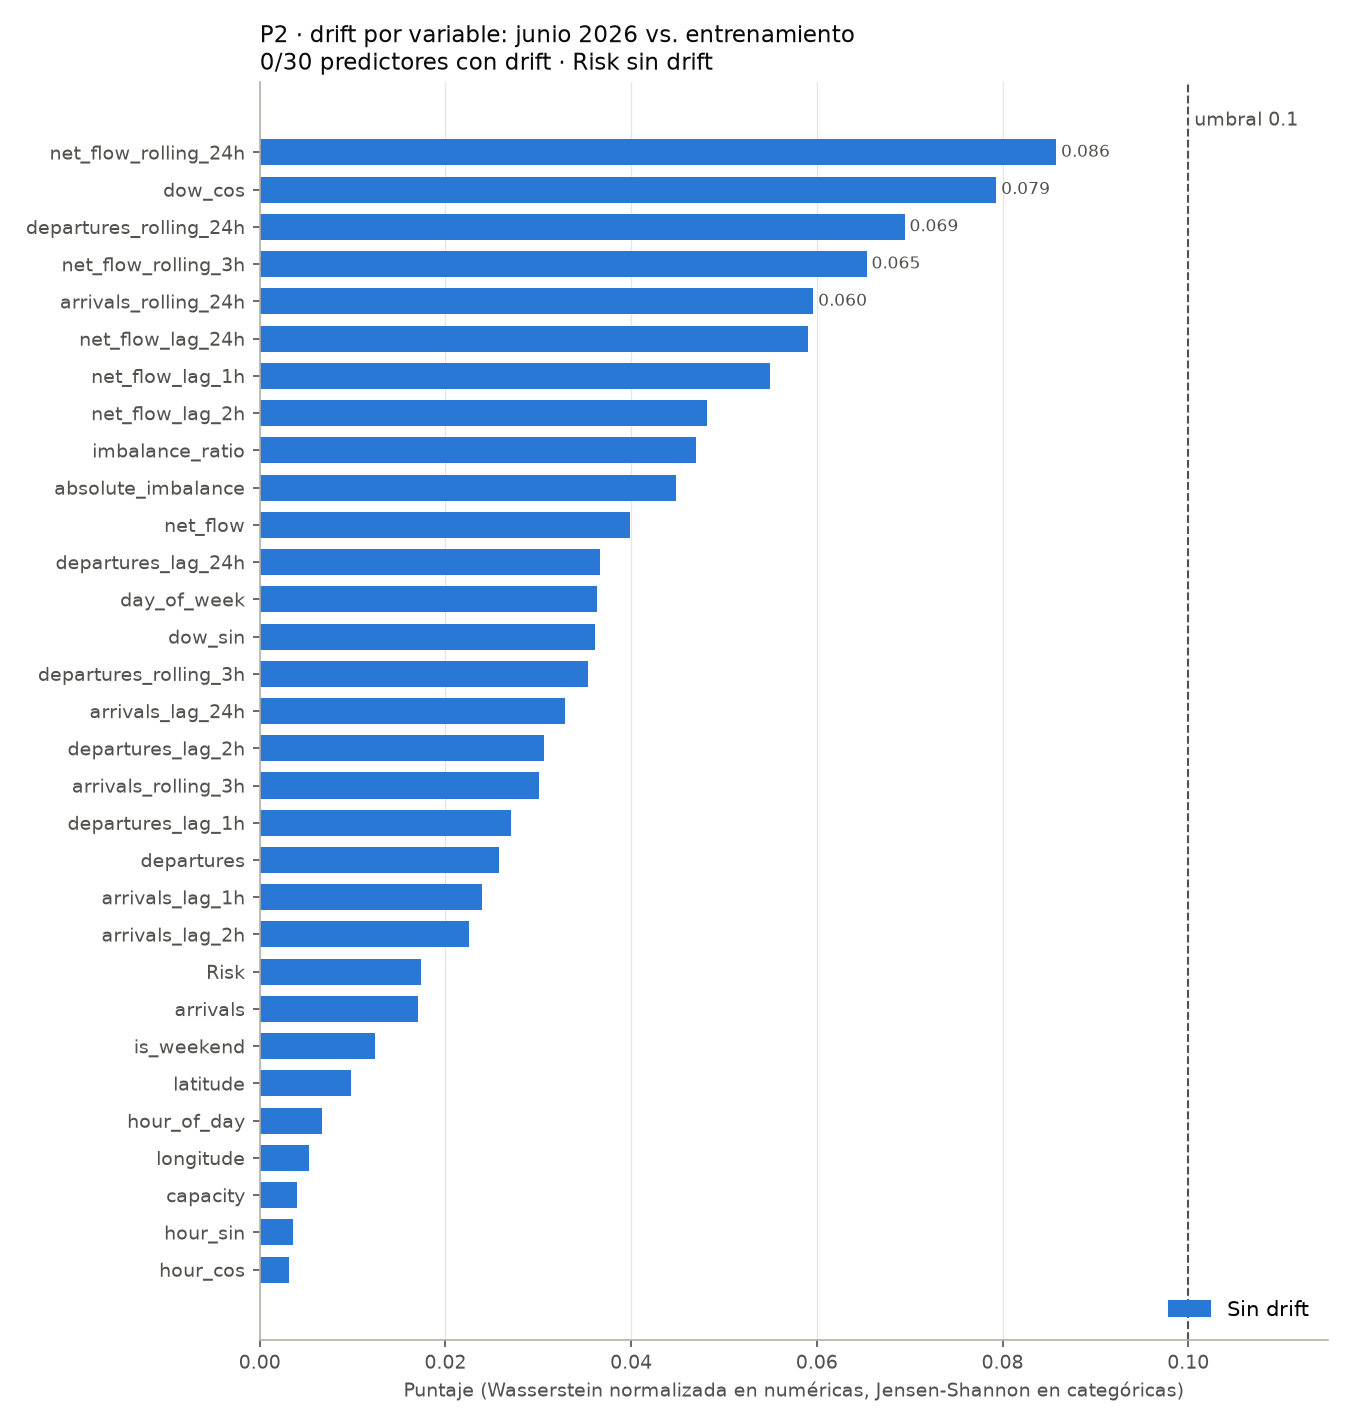 P2 · drift por variable: junio 2026 vs. entrenamiento
0/30 predictores con drift · Risk sin drift
umbral 0.1
net_flow_rolling_24h 0.086
dow_cos 0.079
departures_rolling_24h 0.069
net_flow_rolling_3h 0.065
arrivals_rolling_24h 0.060
net_flow_lag_24h
net_flow_lag_1h
net_flow_lag_2h
imbalance_ratio
absolute_imbalance
net_flow
departures_lag_24h
day_of_week
dow_sin
departures_rolling_3h
arrivals_lag_24h
departures_lag_2h
arrivals_rolling_3h
departures_lag_1h
departures
arrivals_lag_1h
arrivals_lag_2h
Risk
arrivals
is_weekend
latitude
hour_of_day
longitude
capacity
hour_sin
hour_cos
Sin drift
0.00 0.02 0.04 0.06 0.08 0.10
Puntaje (Wasserstein normalizada en numéricas, Jensen-Shannon en categóricas)